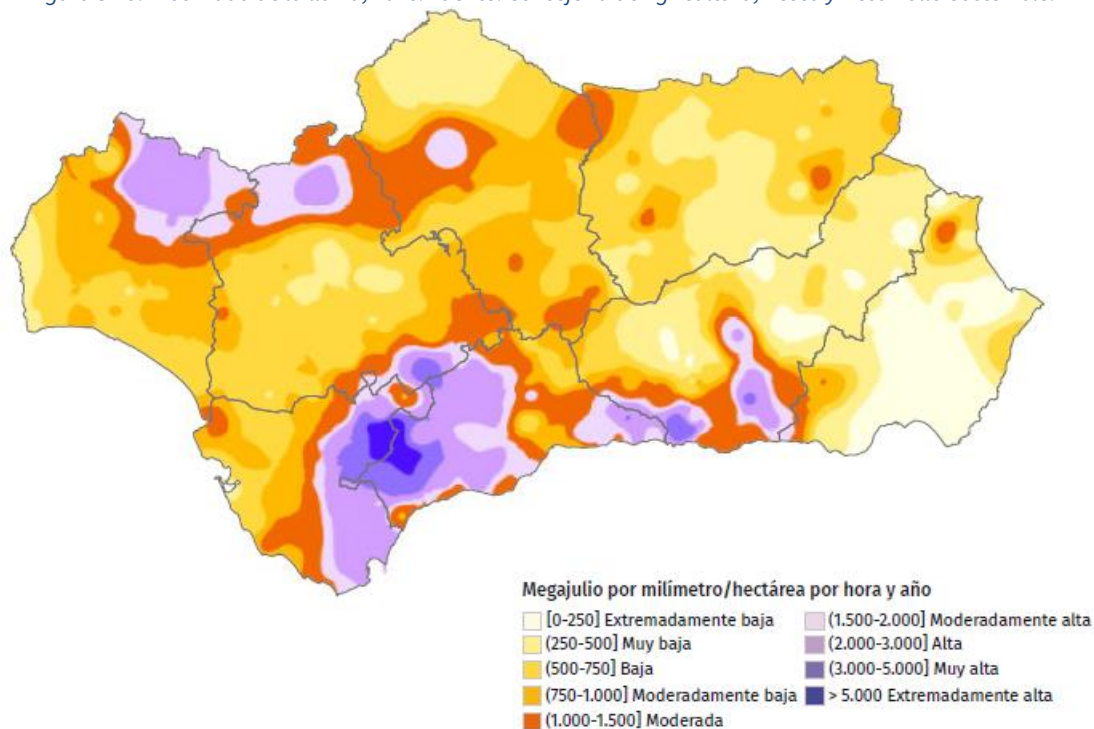 Megajulio por milímetro/hectárea por hora y año
[0-250] Extremadamente baja
(250-500] Muy baja
(500-750] Baja
(750-1.000] Moderadamente baja
(1.000-1.500] Moderada
(1.500-2.000] Moderadamente alta
(2.000-3.000] Alta
(3.000-5.000] Muy alta
> 5.000 Extremadamente alta